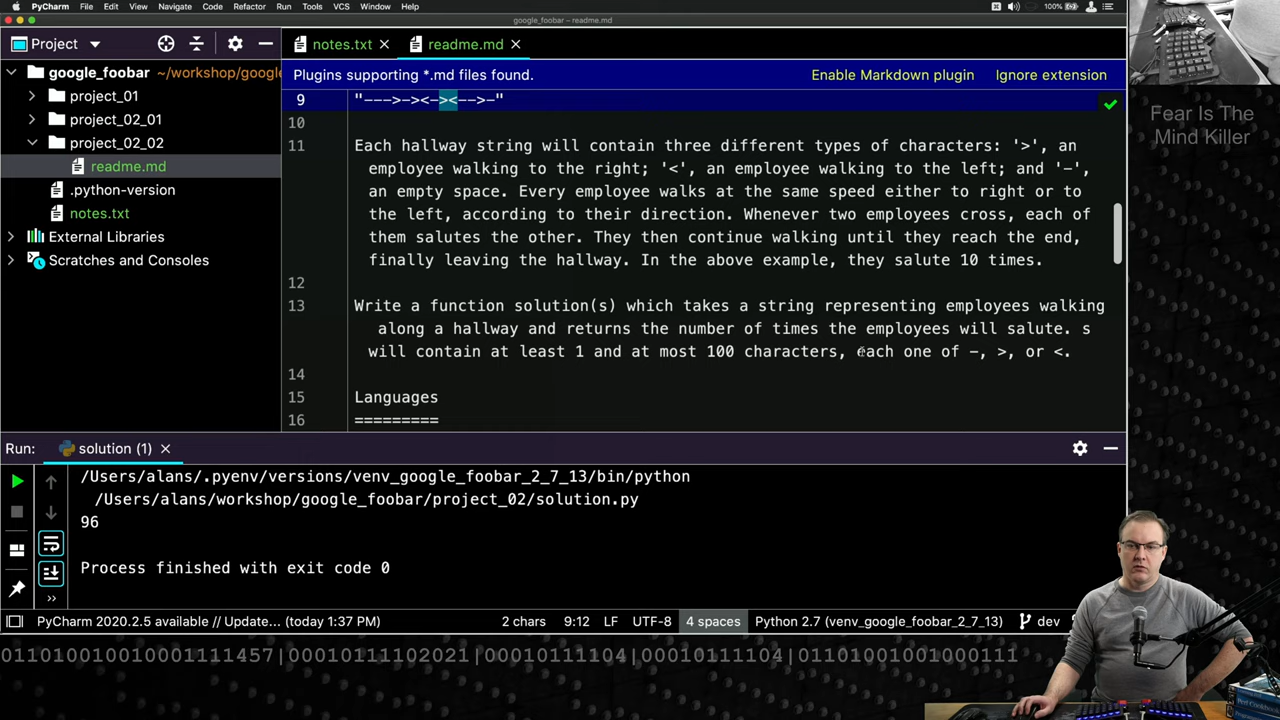 PyCharm File Edit View Navigate Code Refactor Run Tools VCS Window Help 100%
google_foobar – readme.md
Project notes.txt readme.md
google_foobar ~/workshop/googl
Plugins supporting *.md files found. Enable Markdown plugin Ignore extension
project_01
project_02_01
project_02_02
readme.md
.python-version
notes.txt
External Libraries
Scratches and Consoles
9 "--->-><-><-->-"
10
11 Each hallway string will contain three different types of characters: '>', an
employee walking to the right; '<', an employee walking to the left; and '-',
an empty space. Every employee walks at the same speed either to right or to
the left, according to their direction. Whenever two employees cross, each of
them salutes the other. They then continue walking until they reach the end,
finally leaving the hallway. In the above example, they salute 10 times.
12
13 Write a function solution(s) which takes a string representing employees walking
along a hallway and returns the number of times the employees will salute. s
will contain at least 1 and at most 100 characters, each one of -, >, or <.
14
15 Languages
16 =========
Fear Is The
Mind Killer
Run: solution (1)
/Users/alans/.pyenv/versions/venv_google_foobar_2_7_13/bin/python
/Users/alans/workshop/google_foobar/project_02/solution.py
96
Process finished with exit code 0
PyCharm 2020.2.5 available // Update... (today 1:37 PM) 2 chars 9:12 LF UTF-8 4 spaces Python 2.7 (venv_google_foobar_2_7_13) dev
011010010010001111457|00010111102021|00010111104|00010111104|01101001001000111